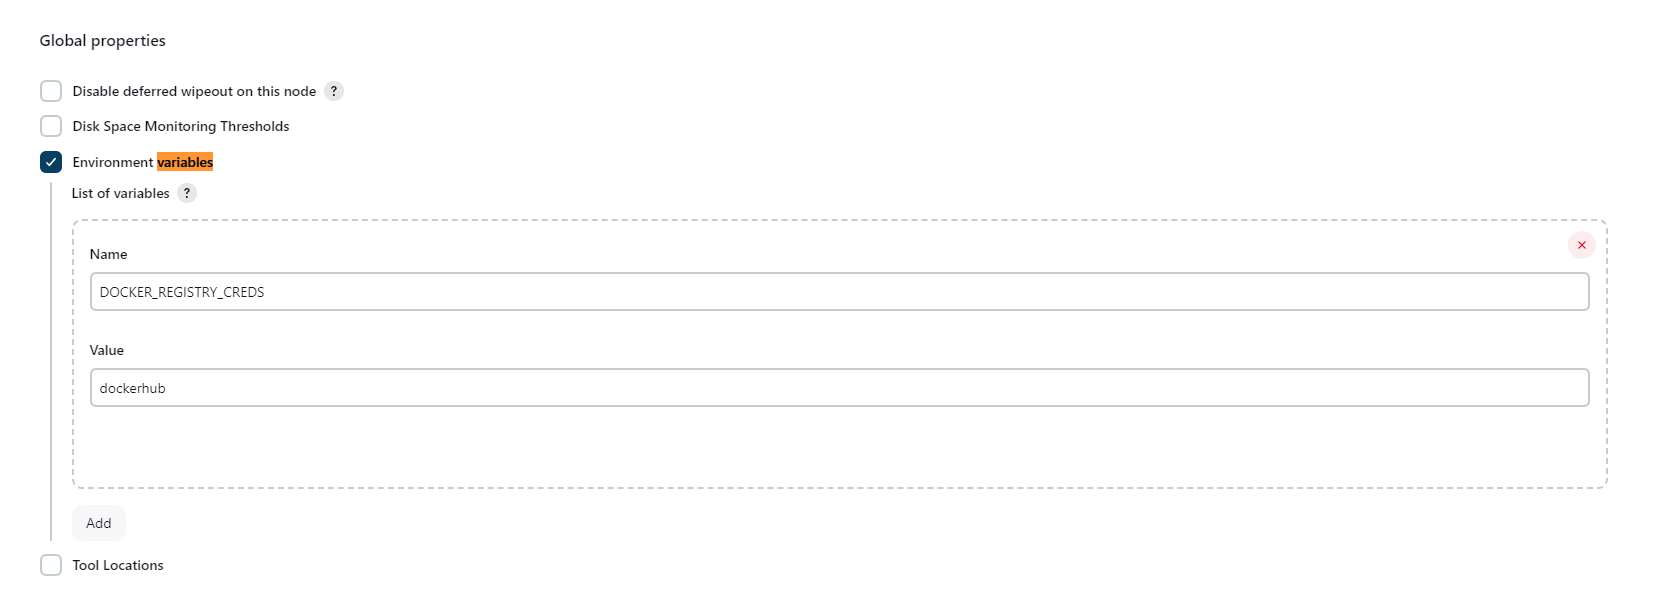 Global properties
Disable deferred wipeout on this node ?
Disk Space Monitoring Thresholds
Environment variables
List of variables ?
Name
DOCKER_REGISTRY_CREDS
Value
dockerhub
Add
Tool Locations